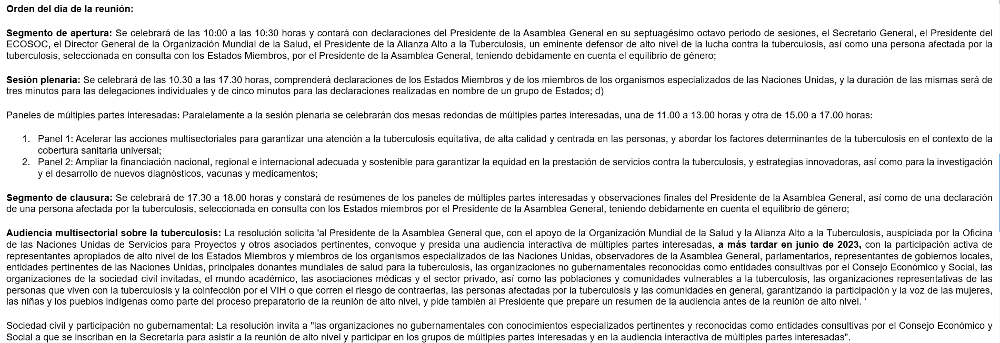 Orden del día de la reunión:
Segmento de apertura: Se celebrará de las 10:00 a las 10:30 horas y contará con declaraciones del Presidente de la Asamblea General en su septuagésimo octavo periodo de sesiones, el Secretario General, el Presidente del
ECOSOC, el Director General de la Organización Mundial de la Salud, el Presidente de la Alianza Alto a la Tuberculosis, un eminente defensor de alto nivel de la lucha contra la tuberculosis, así como una persona afectada por la
tuberculosis, seleccionada en consulta con los Estados Miembros, por el Presidente de la Asamblea General, teniendo debidamente en cuenta el equilibrio de género;
Sesión plenaria: Se celebrará de las 10.30 a las 17.30 horas, comprenderá declaraciones de los Estados Miembros y de los miembros de los organismos especializados de las Naciones Unidas, y la duración de las mismas será de
tres minutos para las delegaciones individuales y de cinco minutos para las declaraciones realizadas en nombre de un grupo de Estados; d)
Paneles de múltiples partes interesadas: Paralelamente a la sesión plenaria se celebrarán dos mesas redondas de múltiples partes interesadas, una de 11.00 a 13.00 horas y otra de 15.00 a 17.00 horas:
1. Panel 1: Acelerar las acciones multisectoriales para garantizar una atención a la tuberculosis equitativa, de alta calidad y centrada en las personas, y abordar los factores determinantes de la tuberculosis en el contexto de la
cobertura sanitaria universal;
2. Panel 2: Ampliar la financiación nacional, regional e internacional adecuada y sostenible para garantizar la equidad en la prestación de servicios contra la tuberculosis, y estrategias innovadoras, así como para la investigación
y el desarrollo de nuevos diagnósticos, vacunas y medicamentos;
Segmento de clausura: Se celebrará de 17.30 a 18.00 horas y constará de resúmenes de los paneles de múltiples partes interesadas y observaciones finales del Presidente de la Asamblea General, así como de una declaración
de una persona afectada por la tuberculosis, seleccionada en consulta con los Estados miembros por el Presidente de la Asamblea General, teniendo debidamente en cuenta el equilibrio de género;
Audiencia multisectorial sobre la tuberculosis: La resolución solicita 'al Presidente de la Asamblea General que, con el apoyo de la Organización Mundial de la Salud y la Alianza Alto a la Tuberculosis, auspiciada por la Oficina
de las Naciones Unidas de Servicios para Proyectos y otros asociados pertinentes, convoque y presida una audiencia interactiva de múltiples partes interesadas, a más tardar en junio de 2023, con la participación activa de
representantes apropiados de alto nivel de los Estados Miembros y miembros de los organismos especializados de las Naciones Unidas, observadores de la Asamblea General, parlamentarios, representantes de gobiernos locales,
entidades pertinentes de las Naciones Unidas, principales donantes mundiales de salud para la tuberculosis, las organizaciones no gubernamentales reconocidas como entidades consultivas por el Consejo Económico y Social, las
organizaciones de la sociedad civil invitadas, el mundo académico, las asociaciones médicas y el sector privado, así como las poblaciones y comunidades vulnerables a la tuberculosis, las organizaciones representativas de las
personas que viven con la tuberculosis y la coinfección por el VIH o que corren el riesgo de contraerlas, las personas afectadas por la tuberculosis y las comunidades en general, garantizando la participación y la voz de las mujeres,
las niñas y los pueblos indígenas como parte del proceso preparatorio de la reunión de alto nivel, y pide también al Presidente que prepare un resumen de la audiencia antes de la reunión de alto nivel. '
Sociedad civil y participación no gubernamental: La resolución invita a "las organizaciones no gubernamentales con conocimientos especializados pertinentes y reconocidas como entidades consultivas por el Consejo Económico y
Social a que se inscriban en la Secretaría para asistir a la reunión de alto nivel y participar en los grupos de múltiples partes interesadas y en la audiencia interactiva de múltiples partes interesadas".